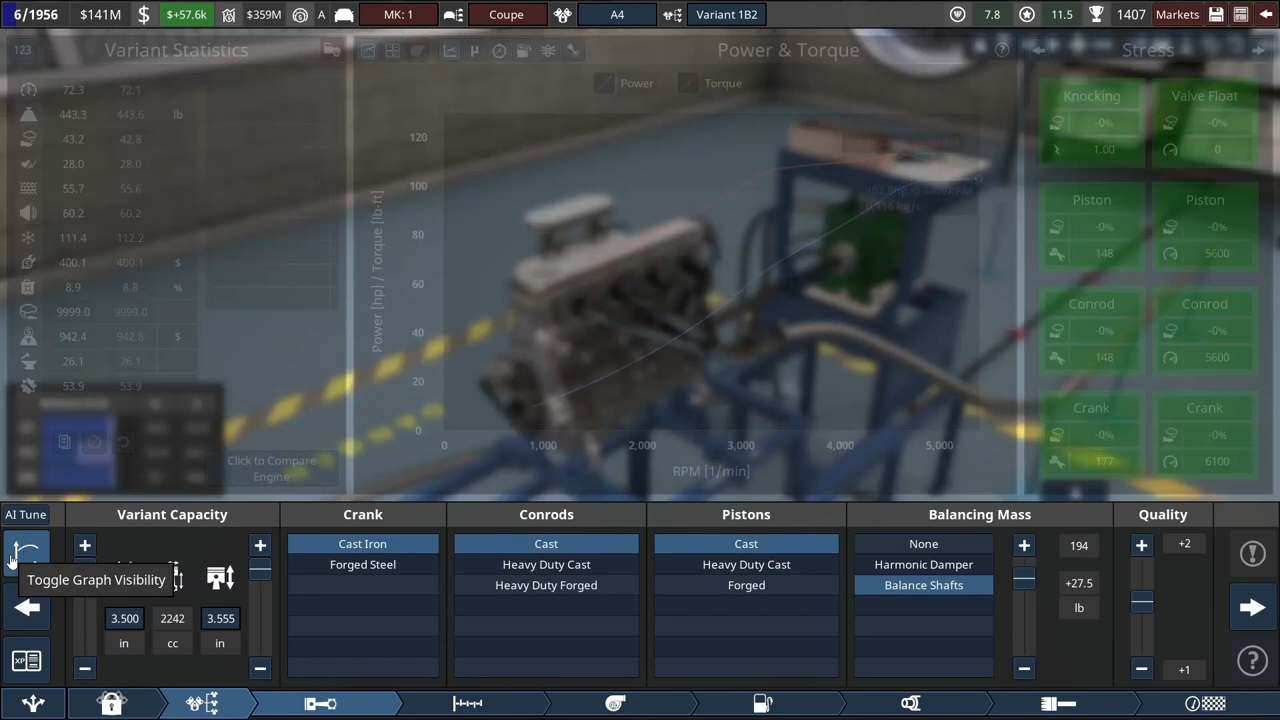 6/1956
$141M
$+57.6k
$359M
A
MK: 1
Coupe
A4
Variant 1B2
7.8
11.5
1407
Markets
123
Variant Statistics
72.3 72.1
443.3 443.6 lb
43.2 42.8
28.0 28.0
55.7 55.6
60.2 60.2
111.4 112.2
400.1 400.1 $
8.9 8.8 %
9999.0 9999.0
942.4 942.6 $
26.1 26.1
53.9 53.9
Click to Compare
Engine
Power & Torque
Power Torque
Power [hp] / Torque [lb-ft]
120
100
80
60
40
20
0
0 1,000 2,000 3,000 4,000 5,000
RPM [1/min]
Stress
Knocking Valve Float
-0% -0%
1.00 0
Piston Piston
-0% -0%
148 5600
Conrod Conrod
-0% -0%
148 5600
Crank Crank
-0% -0%
177 6100
AI Tune
Toggle Graph Visibility
XP
Variant Capacity
+ +
3.500 2242 3.555
in cc in
- -
Crank
Cast Iron
Forged Steel
Conrods
Cast
Heavy Duty Cast
Heavy Duty Forged
Pistons
Cast
Heavy Duty Cast
Forged
Balancing Mass
None
Harmonic Damper
Balance Shafts
+
194
+27.5
lb
-
Quality
+ +2
- +1